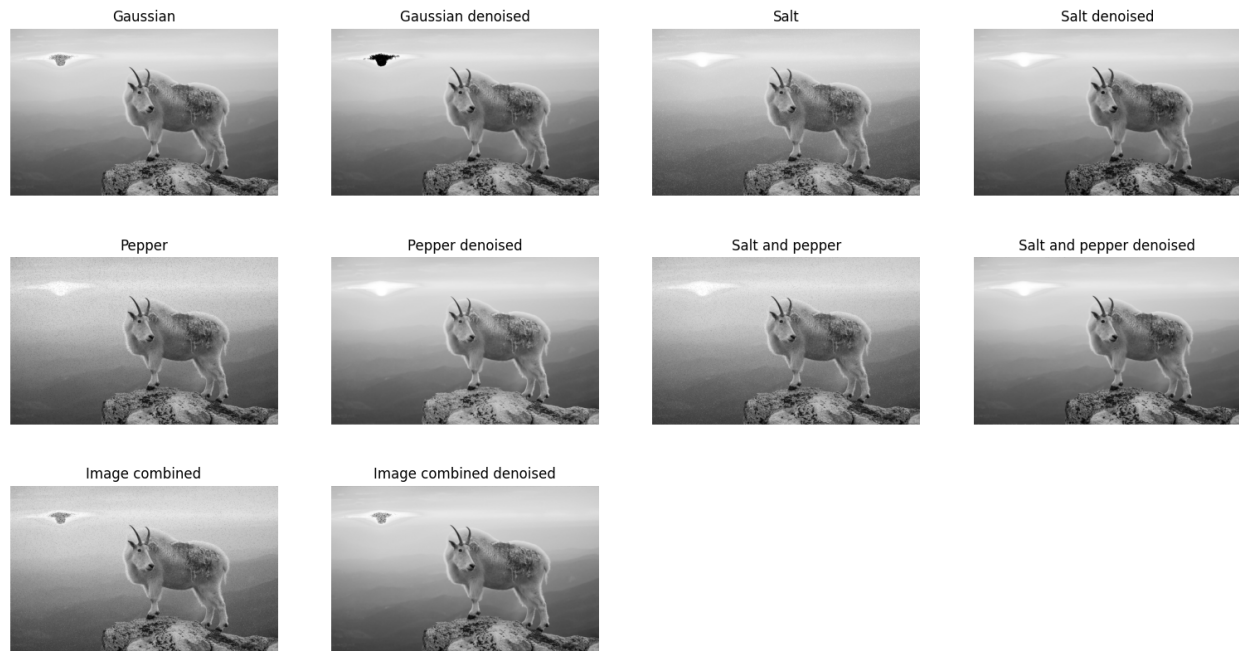 Gaussian
Gaussian denoised
Salt
Salt denoised
Pepper
Pepper denoised
Salt and pepper
Salt and pepper denoised
Image combined
Image combined denoised